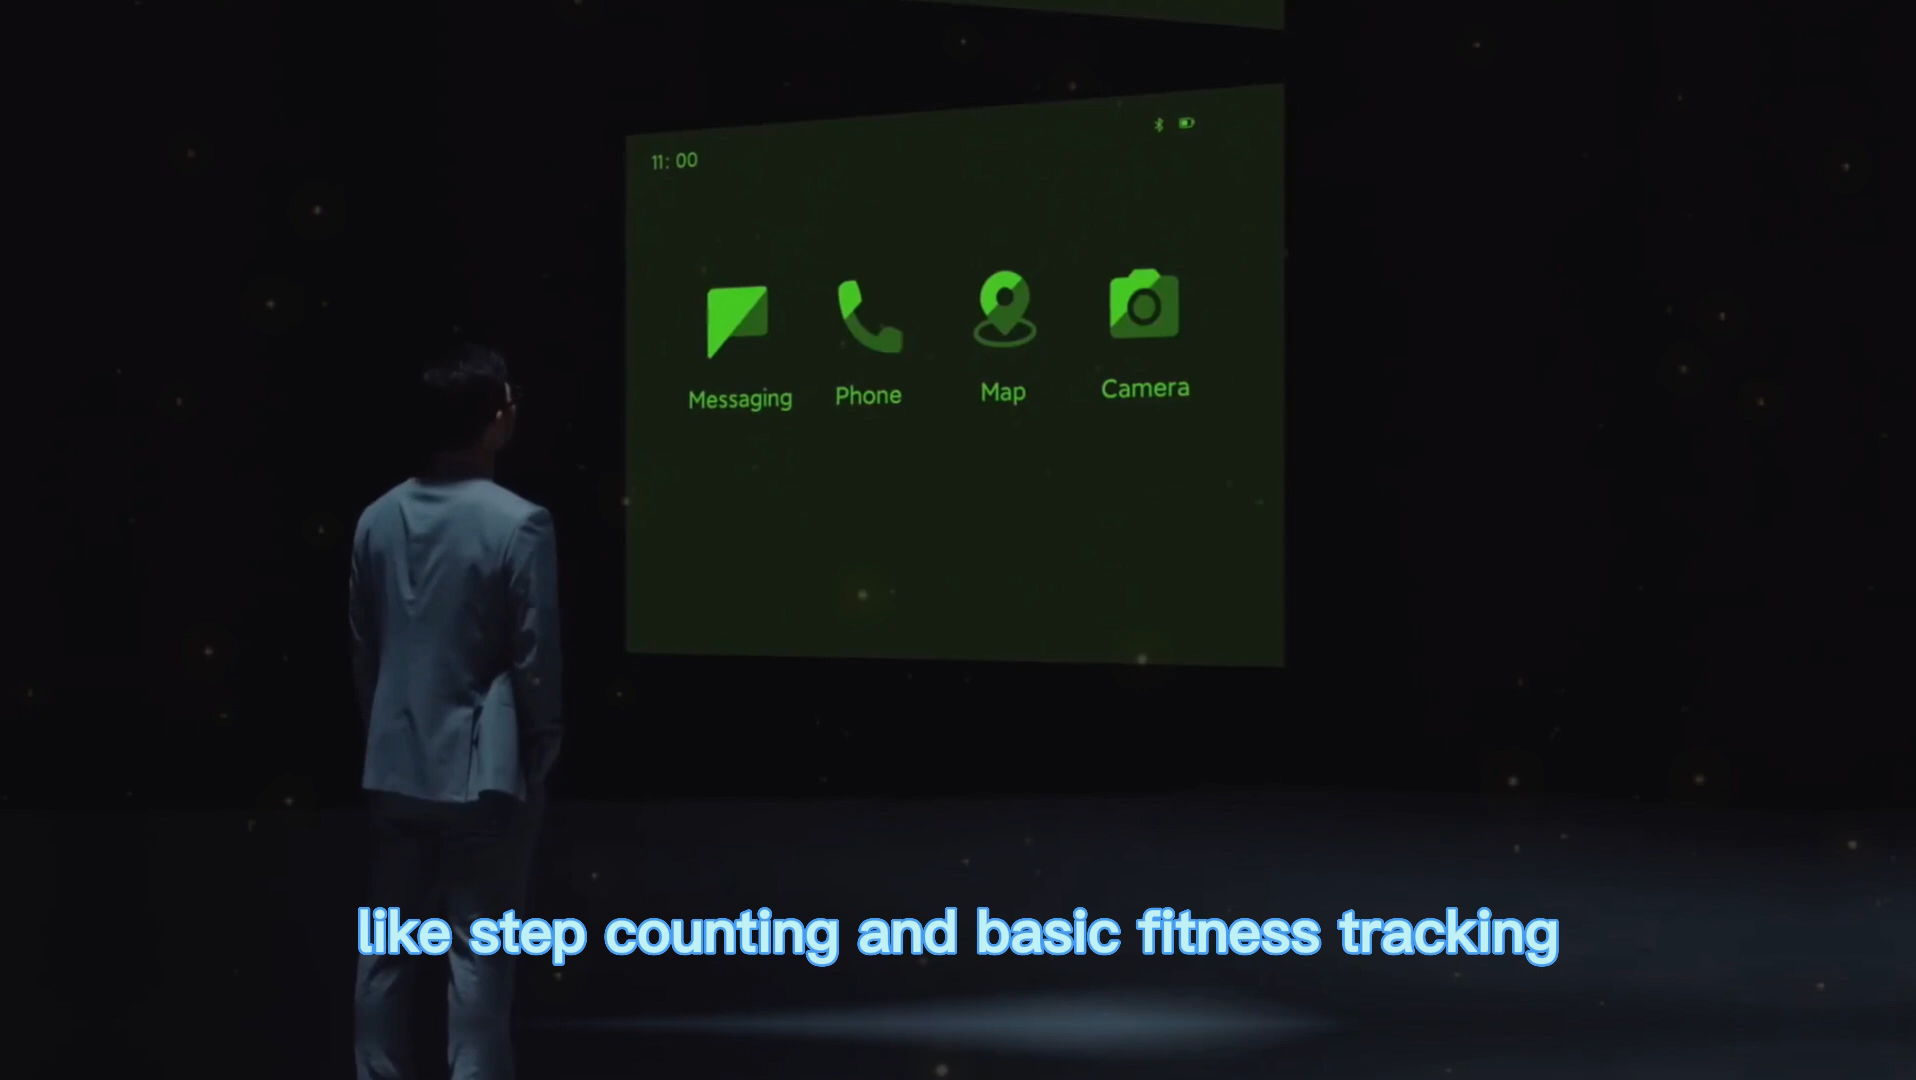 11: 00
Messaging Phone Map Camera
like step counting and basic fitness tracking